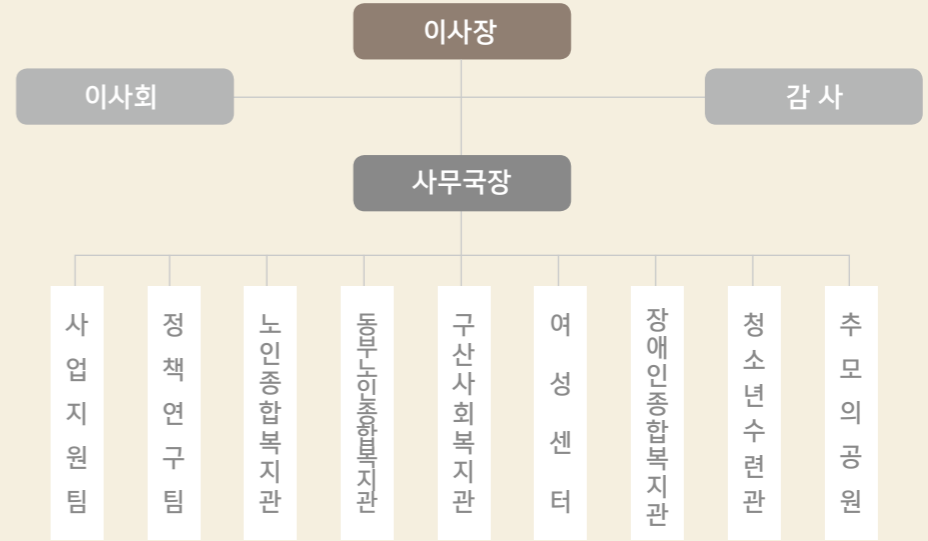 이사장
이사회
감 사
사무국장
사업지원팀
정책연구팀
노인종합복지관
동부노인종합복지관
구산사회복지관
여성센터
장애인종합복지관
청소년수련관
추모의공원